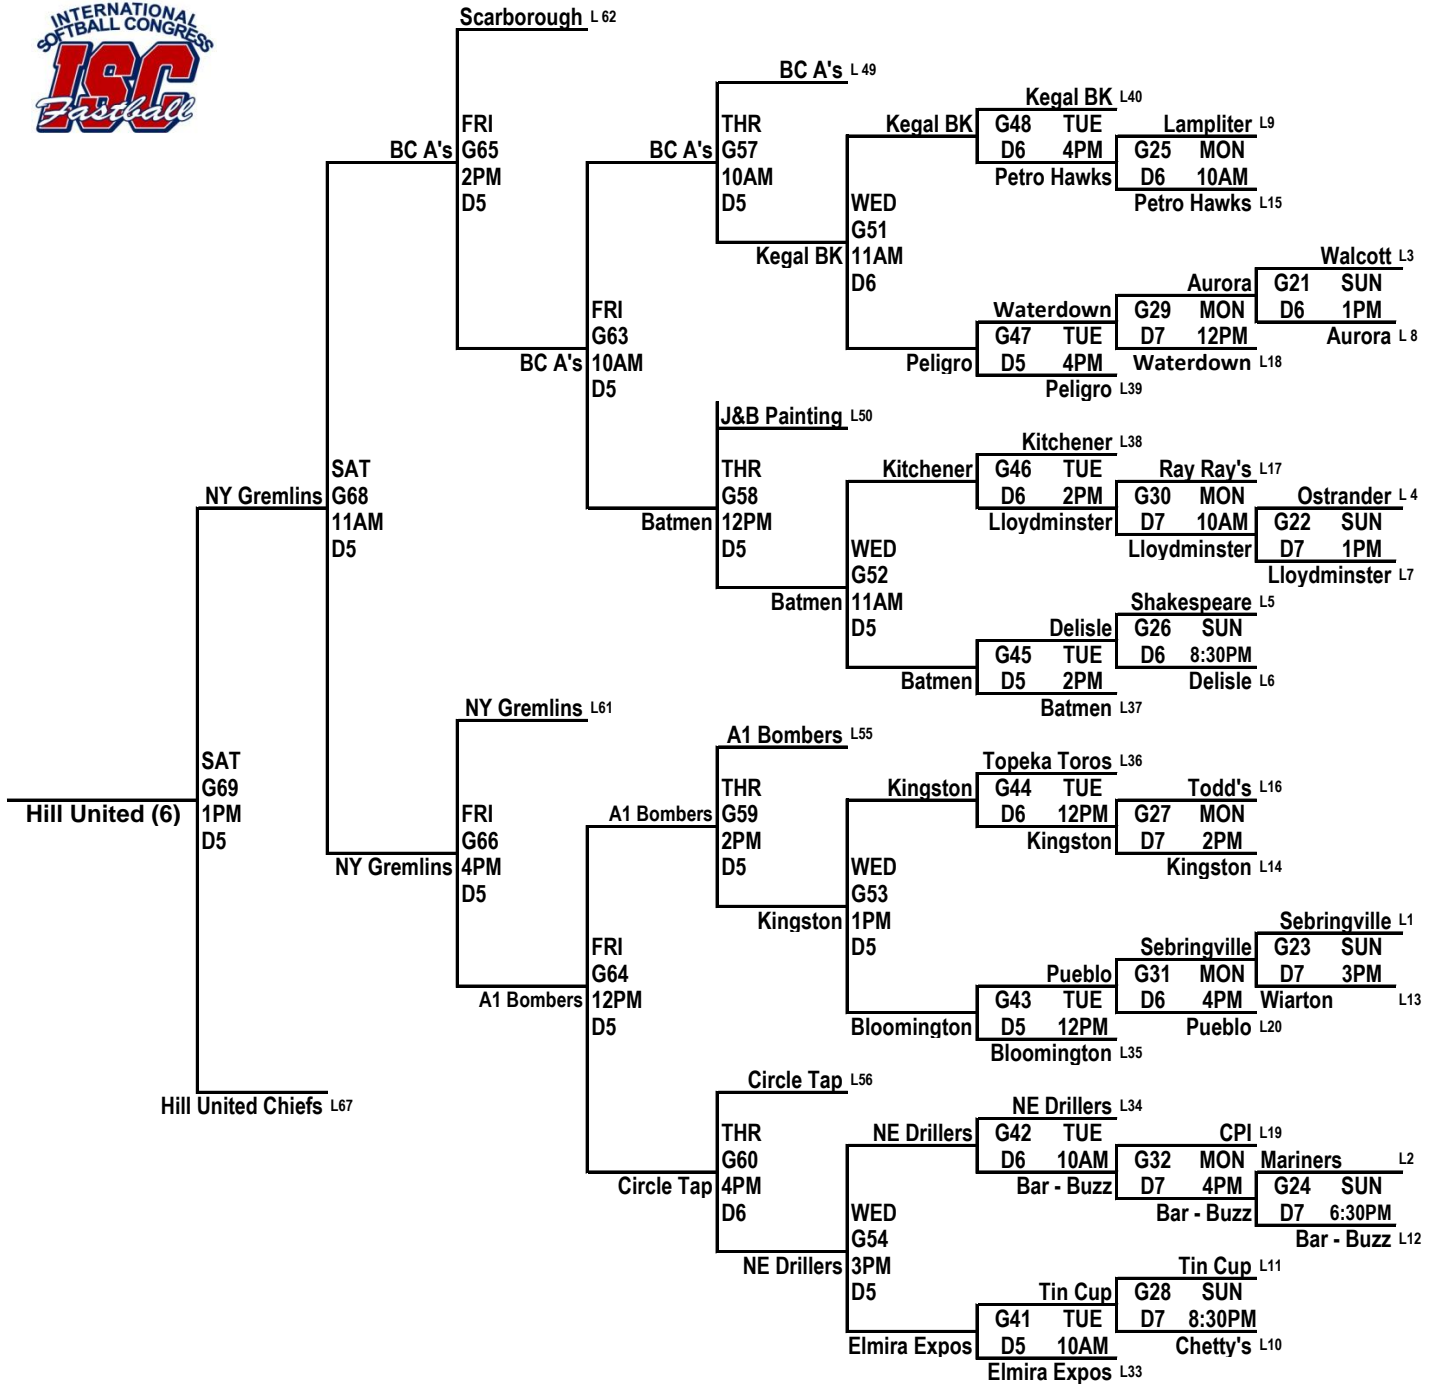 INTERNATIONAL
SOFTBALL CONGRESS
ISC
Fastball
Scarborough L 62
BC A's L 49
Kegal BK L40
FRI
G65
2PM
D5
BC A's
THR
G57
10AM
D5
BC A's
Kegal BK
G48 TUE
D6 4PM
Lampliter L9
G25 MON
D6 10AM
Petro Hawks
Petro Hawks L15
WED
G51
11AM
D6
Kegal BK
Walcott L3
Aurora
G21 SUN
D6 1PM
Aurora L 8
Waterdown
G29 MON
D7 12PM
Waterdown L18
G47 TUE
D5 4PM
Peligro
Peligro L39
FRI
G63
10AM
D5
BC A's
J&B Painting L50
Kitchener L38
THR
G58
12PM
D5
Batmen
Kitchener
G46 TUE
D6 2PM
Lloydminster
Ray Ray's L17
G30 MON
D7 10AM
Lloydminster
Ostrander L 4
G22 SUN
D7 1PM
Lloydminster L7
SAT
G68
11AM
D5
NY Gremlins
WED
G52
11AM
D5
Batmen
Shakespeare L5
Delisle
G26 SUN
D6 8:30PM
Delisle L6
G45 TUE
D5 2PM
Batmen
Batmen L37
NY Gremlins L61
A1 Bombers L55
Topeka Toros L36
SAT
G69
1PM
D5
Hill United (6)
FRI
G66
4PM
D5
NY Gremlins
A1 Bombers
THR
G59
2PM
D5
Kingston
G44 TUE
D6 12PM
Kingston
Todd's L16
G27 MON
D7 2PM
Kingston L14
WED
G53
1PM
D5
Kingston
Sebringville L1
Sebringville
G23 SUN
D7 3PM
Wiarton L13
Pueblo
G31 MON
D6 4PM
Pueblo L20
G43 TUE
D5 12PM
Bloomington
Bloomington L35
FRI
G64
12PM
D5
A1 Bombers
Circle Tap L56
Hill United Chiefs L67
NE Drillers L34
THR
G60
4PM
D6
Circle Tap
NE Drillers
G42 TUE
D6 10AM
Bar - Buzz
CPI L19
G32 MON
D7 4PM
Bar - Buzz
Mariners L2
G24 SUN
D7 6:30PM
Bar - Buzz L12
WED
G54
3PM
D5
NE Drillers
Tin Cup L11
Tin Cup
G28 SUN
D7 8:30PM
Chetty's L10
G41 TUE
D5 10AM
Elmira Expos
Elmira Expos L33